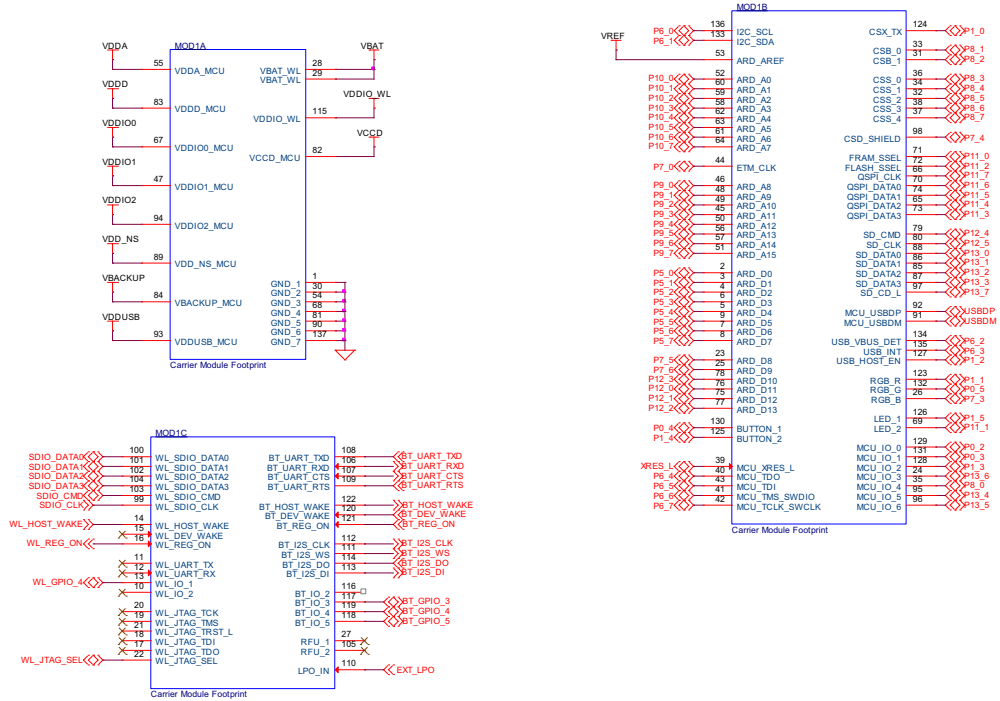 MOD1A
VDDA
55
VDDA_MCU
VDDD
83
VDDD_MCU
VDDIO0
67
VDDIO0_MCU
VDDIO1
47
VDDIO1_MCU
VDDIO2
94
VDDIO2_MCU
VDD_NS
89
VDD_NS_MCU
VBACKUP
84
VBACKUP_MCU
VDDUSB
93
VDDUSB_MCU
VBAT
VBAT_WL 28
VBAT_WL 29
VDDIO_WL
VDDIO_WL 115
VCCD
VCCD_MCU 82
GND_1 1
GND_2 30
GND_3 54
GND_4 68
GND_5 81
GND_6 90
GND_7 137
Carrier Module Footprint
MOD1C
SDIO_DATA0 100 WL_SDIO_DATA0
SDIO_DATA1 101 WL_SDIO_DATA1
SDIO_DATA2 102 WL_SDIO_DATA2
SDIO_DATA3 104 WL_SDIO_DATA3
SDIO_CMD 103 WL_SDIO_CMD
SDIO_CLK 99 WL_SDIO_CLK
WL_HOST_WAKE 14 WL_HOST_WAKE
15 WL_DEV_WAKE
WL_REG_ON 16 WL_REG_ON
11 WL_UART_TX
12 WL_UART_RX
WL_GPIO_4 13 WL_IO_1
10 WL_IO_2
20 WL_JTAG_TCK
19 WL_JTAG_TMS
21 WL_JTAG_TRST_L
18 WL_JTAG_TDI
17 WL_JTAG_TDO
WL_JTAG_SEL 22 WL_JTAG_SEL
BT_UART_TXD 108 BT_UART_TXD
BT_UART_RXD 106 BT_UART_RXD
BT_UART_CTS 107 BT_UART_CTS
BT_UART_RTS 109 BT_UART_RTS
BT_HOST_WAKE 122 BT_HOST_WAKE
BT_DEV_WAKE 120 BT_DEV_WAKE
BT_REG_ON 121 BT_REG_ON
BT_I2S_CLK 112 BT_I2S_CLK
BT_I2S_WS 111 BT_I2S_WS
BT_I2S_DO 114 BT_I2S_DO
BT_I2S_DI 113 BT_I2S_DI
BT_IO_2 116
BT_IO_3 117 BT_GPIO_3
BT_IO_4 119 BT_GPIO_4
BT_IO_5 118 BT_GPIO_5
RFU_1 27
RFU_2 105
LPO_IN 110 EXT_LPO
Carrier Module Footprint
MOD1B
P6_0 136 I2C_SCL
P6_1 133 I2C_SDA
VREF
53 ARD_AREF
P10_0 52 ARD_A0
P10_1 60 ARD_A1
P10_2 59 ARD_A2
P10_3 58 ARD_A3
P10_4 62 ARD_A4
P10_5 63 ARD_A5
P10_6 61 ARD_A6
P10_7 64 ARD_A7
P7_0 44 ETM_CLK
P9_0 46 ARD_A8
P9_1 48 ARD_A9
P9_2 49 ARD_A10
P9_3 45 ARD_A11
P9_4 50 ARD_A12
P9_5 56 ARD_A13
P9_6 57 ARD_A14
P9_7 51 ARD_A15
P5_0 2 ARD_D0
P5_1 3 ARD_D1
P5_2 4 ARD_D2
P5_3 6 ARD_D3
P5_4 5 ARD_D4
P5_5 9 ARD_D5
P5_6 7 ARD_D6
P5_7 8 ARD_D7
P7_5 23 ARD_D8
P7_6 25 ARD_D9
P12_3 78 ARD_D10
P12_0 76 ARD_D11
P12_1 75 ARD_D12
P12_2 77 ARD_D13
P0_4 130 BUTTON_1
P1_4 125 BUTTON_2
XRES_L 39 MCU_XRES_L
P6_4 40 MCU_TDO
P6_5 43 MCU_TDI
P6_6 41 MCU_TMS_SWDIO
P6_7 42 MCU_TCLK_SWCLK
CSX_TX 124 P1_0
CSB_0 33 P8_1
CSB_1 31 P8_2
CSS_0 36 P8_3
CSS_1 34 P8_4
CSS_2 32 P8_5
CSS_3 38 P8_6
CSS_4 37 P8_7
CSD_SHIELD 98 P7_4
FRAM_SSEL 71 P11_0
FLASH_SSEL 72 P11_2
QSPI_CLK 66 P11_7
QSPI_DATA0 70 P11_6
QSPI_DATA1 74 P11_5
QSPI_DATA2 65 P11_4
QSPI_DATA3 73 P11_3
SD_CMD 79 P12_4
SD_CLK 80 P12_5
SD_DATA0 88 P13_0
SD_DATA1 86 P13_1
SD_DATA2 85 P13_2
SD_DATA3 87 P13_3
SD_CD_L 97 P13_7
MCU_USBDP 92 USBDP
MCU_USBDM 91 USBDM
USB_VBUS_DET 134 P6_2
USB_INT 135 P6_3
USB_HOST_EN 127 P1_2
RGB_R 123 P1_1
RGB_G 132 P0_5
RGB_B 26 P7_3
LED_1 126 P1_5
LED_2 69 P11_1
MCU_IO_0 129 P0_2
MCU_IO_1 131 P0_3
MCU_IO_2 128 P1_3
MCU_IO_3 24 P13_6
MCU_IO_4 35 P8_0
MCU_IO_5 95 P13_4
MCU_IO_6 96 P13_5
Carrier Module Footprint